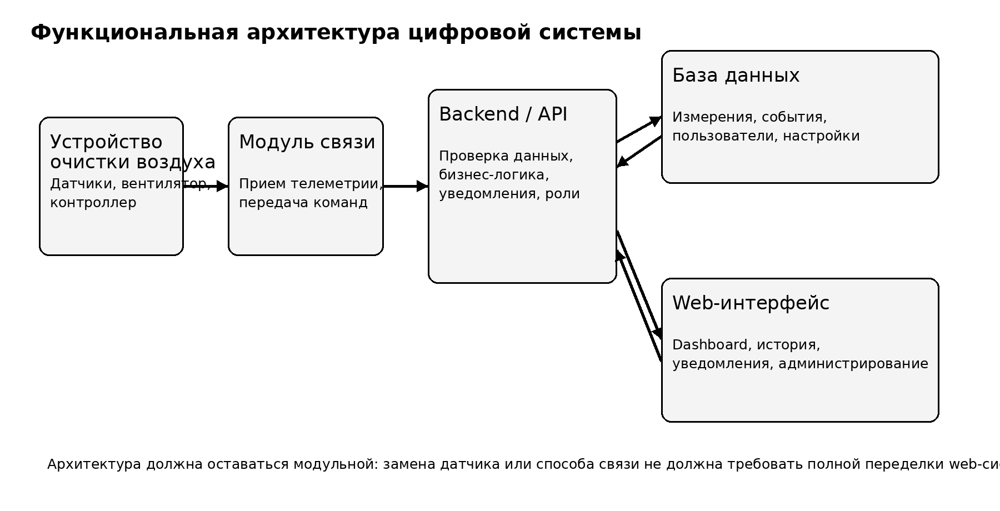 Функциональная архитектура цифровой системы
Устройство
очистки воздуха
Датчики, вентилятор,
контроллер
Модуль связи
Прием телеметрии,
передача команд
Backend / API
Проверка данных,
бизнес-логика,
уведомления, роли
База данных
Измерения, события,
пользователи, настройки
Web-интерфейс
Dashboard, история,
уведомления, администрирование
Архитектура должна оставаться модульной: замена датчика или способа связи не должна требовать полной переделки